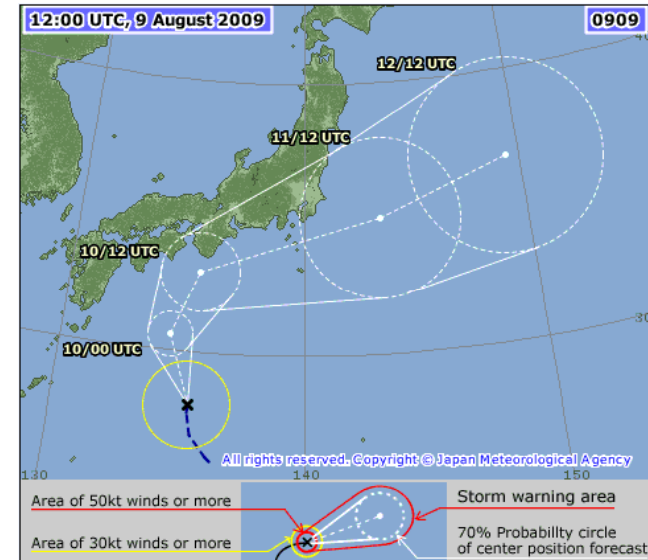 12:00 UTC, 9 August 2009
0909
40
12/12 UTC
11/12 UTC
10/12 UTC
30
10/00 UTC
All rights reserved. Copyright © Japan Meteorological Agency
130
140
150
Area of 50kt winds or more
Storm warning area
Area of 30kt winds or more
70% Probability circle
of center position forecast